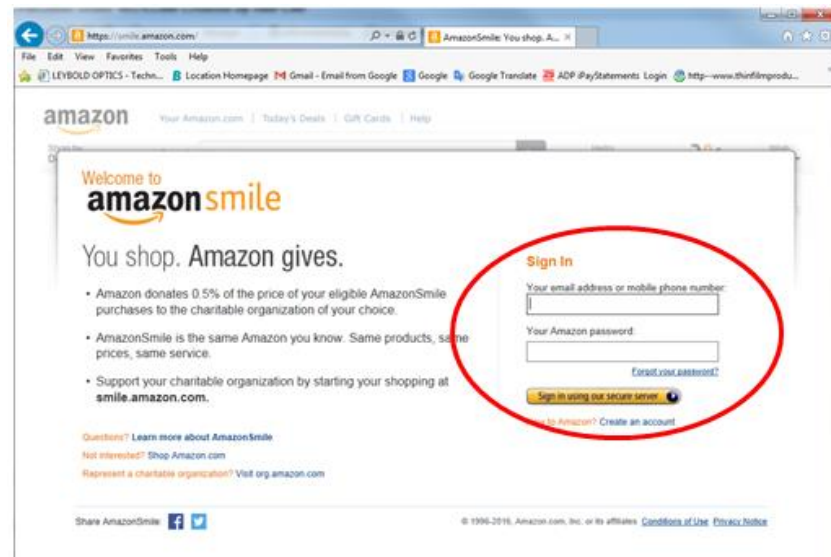 https://smile.amazon.com/
AmazonSmile: You shop. A...
File Edit View Favorites Tools Help
LEYBOLD OPTICS - Techn... Location Homepage Gmail - Email from Google Google Google Translate ADP iPayStatements Login http--www.thinfilmprodu...
amazon Your Amazon.com | Today's Deals | Gift Cards | Help
Welcome to
amazonsmile
You shop. Amazon gives.
• Amazon donates 0.5% of the price of your eligible AmazonSmile
purchases to the charitable organization of your choice.
• AmazonSmile is the same Amazon you know. Same products, same
prices, same service.
• Support your charitable organization by starting your shopping at
smile.amazon.com.
Questions? Learn more about AmazonSmile
Not interested? Shop Amazon.com
Represent a charitable organization? Visit org.amazon.com
Sign In
Your email address or mobile phone number:
Your Amazon password:
Forgot your password?
Sign in using our secure server
to Amazon? Create an account
Share AmazonSmile:
© 1996-2016, Amazon.com, Inc. or its affiliates. Conditions of Use Privacy Notice